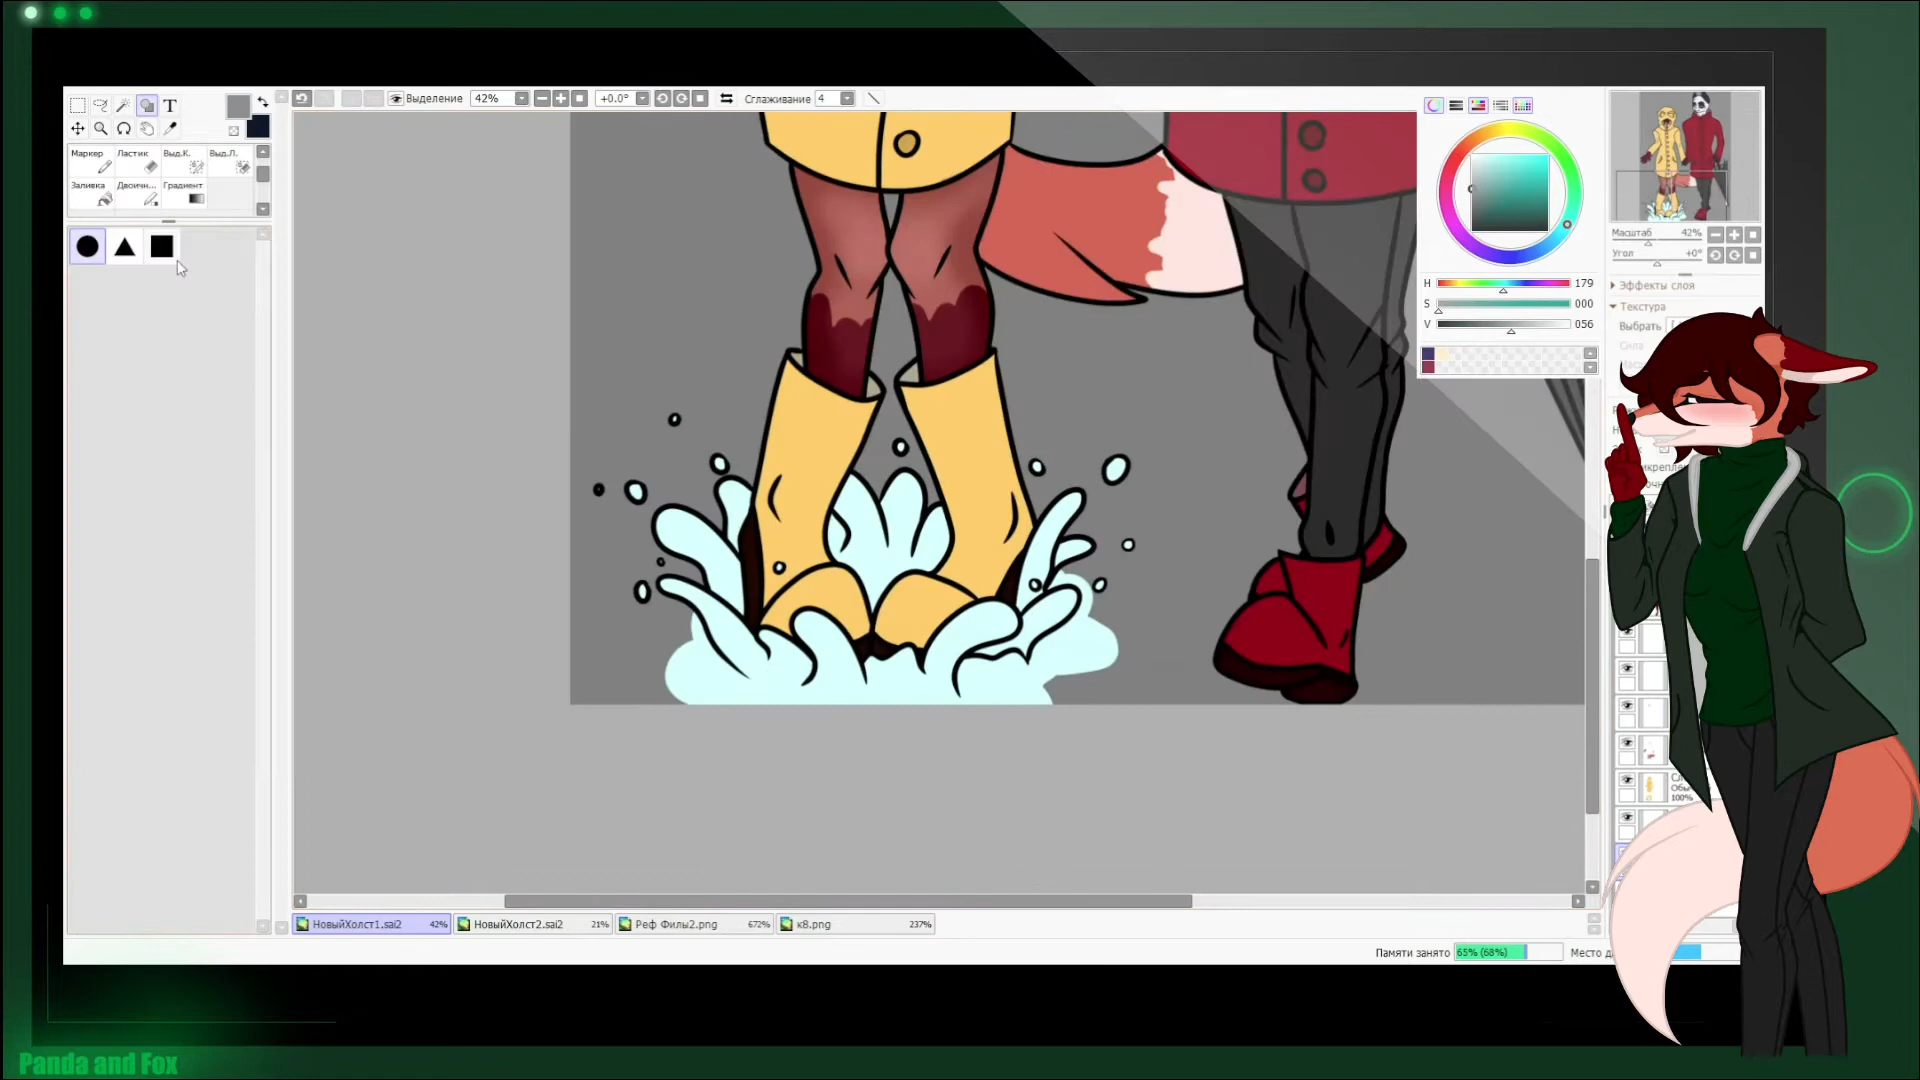 T
Выделение
42%
+0.0°
Сглаживание 4
Маркер
Ластик
Выд.К.
Выд.Л.
Заливка
Двоичн...
Градиент
H 179
S 000
V 056
Масштаб 42%
Угол +0°
Эффекты слоя
Текстура
Выбрать
100%
НовыйХолст1.sai2 42%
НовыйХолст2.sai2 21%
Реф Филы2.png 672%
к8.png 237%
Памяти занято 65% (68%)
Место
Panda and Fox